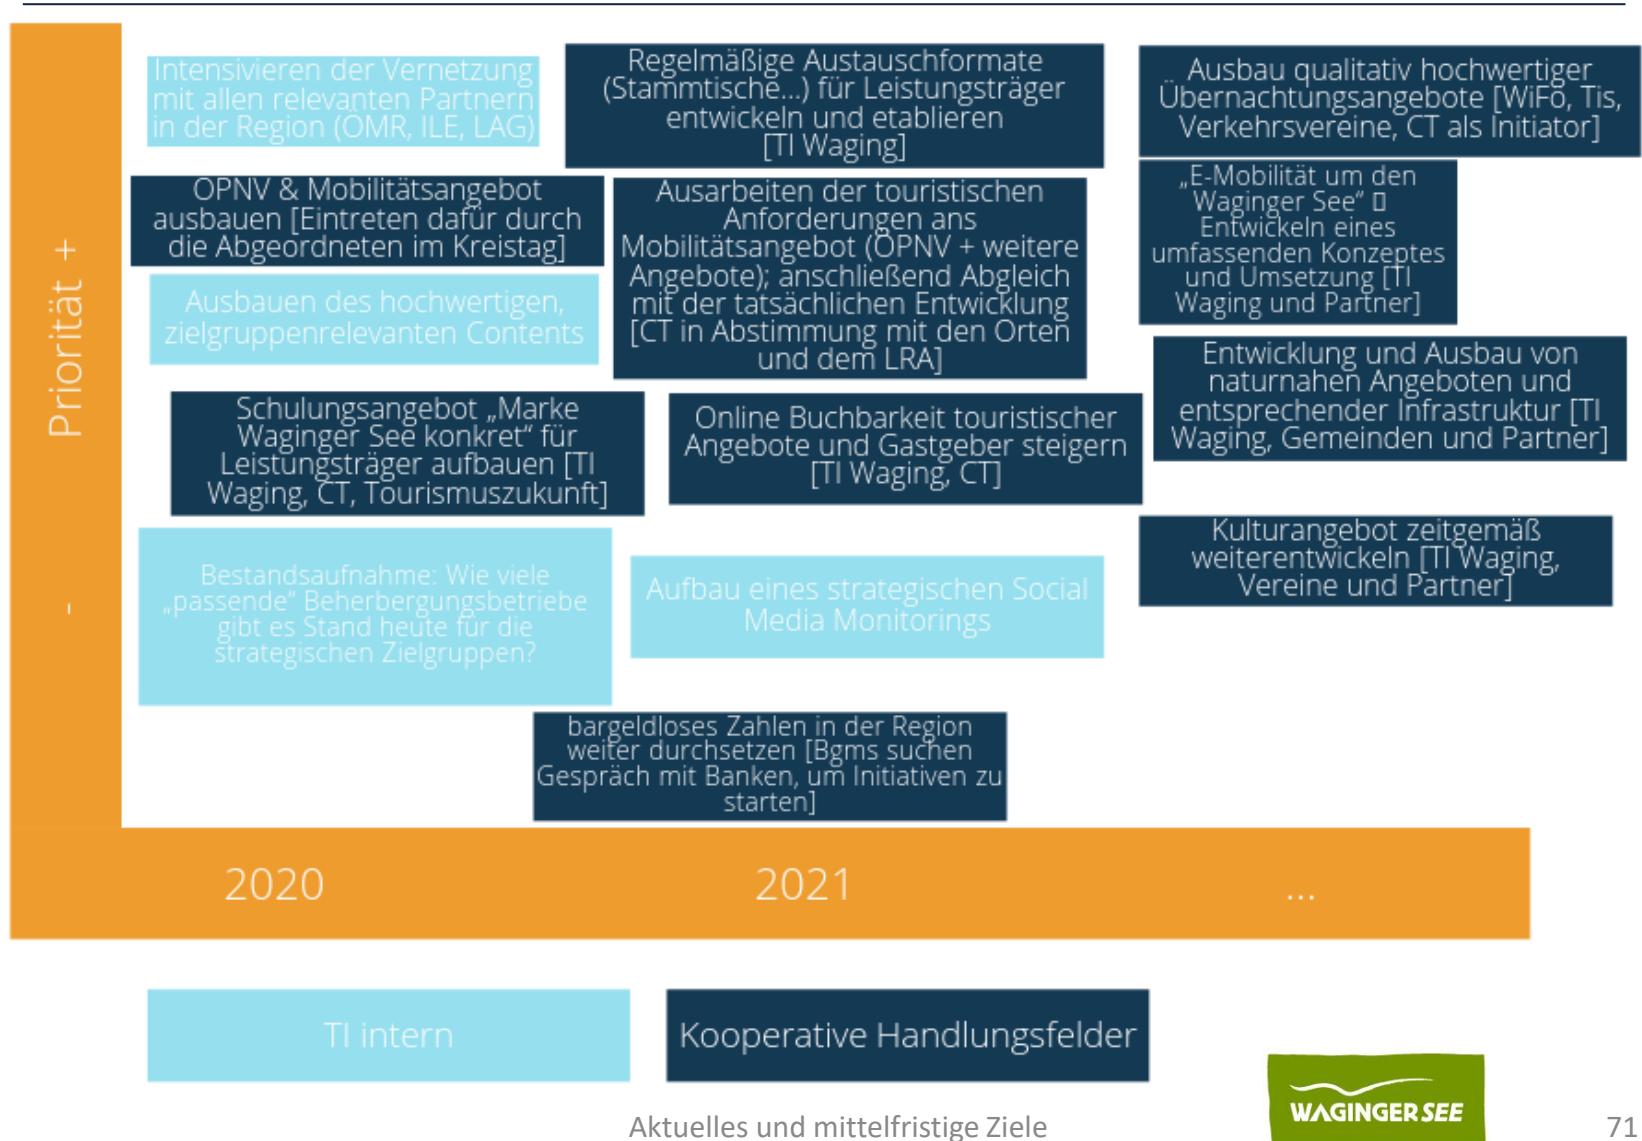 Priorität +
-
Intensivieren der Vernetzung
mit allen relevanten Partnern
in der Region (ÖMR, ILE, LAG)
ÖPNV & Mobilitätsangebot
ausbauen [Eintreten dafür durch
die Abgeordneten im Kreistag]
Ausbauen des hochwertigen,
zielgruppenrelevanten Contents
Schulungsangebot „Marke
Waginger See konkret“ für
Leistungsträger aufbauen [TI
Waging, CT, Tourismuszukunft]
Bestandsaufnahme: Wie viele
„passende“ Beherbergungsbetriebe
gibt es Stand heute für die
strategischen Zielgruppen?
Regelmäßige Austauschformate
(Stammtische...) für Leistungsträger
entwickeln und etablieren
[TI Waging]
Ausarbeiten der touristischen
Anforderungen ans
Mobilitätsangebot (ÖPNV + weitere
Angebote); anschließend Abgleich
mit der tatsächlichen Entwicklung
[CT in Abstimmung mit den Orten
und dem LRA]
Online Buchbarkeit touristischer
Angebote und Gastgeber steigern
[TI Waging, CT]
Aufbau eines strategischen Social
Media Monitorings
bargeldloses Zahlen in der Region
weiter durchsetzen [Bgms suchen
Gespräch mit Banken, um Initiativen zu
starten]
Ausbau qualitativ hochwertiger
Übernachtungsangebote [WiFo, Tis,
Verkehrsvereine, CT als Initiator]
„E-Mobilität um den
Waginger See“ 
Entwickeln eines
umfassenden Konzeptes
und Umsetzung [TI
Waging und Partner]
Entwicklung und Ausbau von
naturnahen Angeboten und
entsprechender Infrastruktur [TI
Waging, Gemeinden und Partner]
Kulturangebot zeitgemäß
weiterentwickeln [TI Waging,
Vereine und Partner]
2020
2021
...
TI intern
Kooperative Handlungsfelder
Aktuelles und mittelfristige Ziele
WAGINGER SEE
71